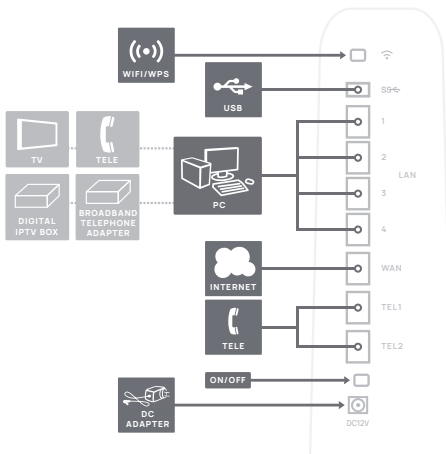 WIFI/WPS
USB
SS
TV
TELE
DIGITAL
IPTV BOX
BROADBAND
TELEPHONE
ADAPTER
PC
1
2
LAN
3
4
INTERNET
WAN
TELE
TEL1
TEL2
ON/OFF
DC
ADAPTER
DC12V